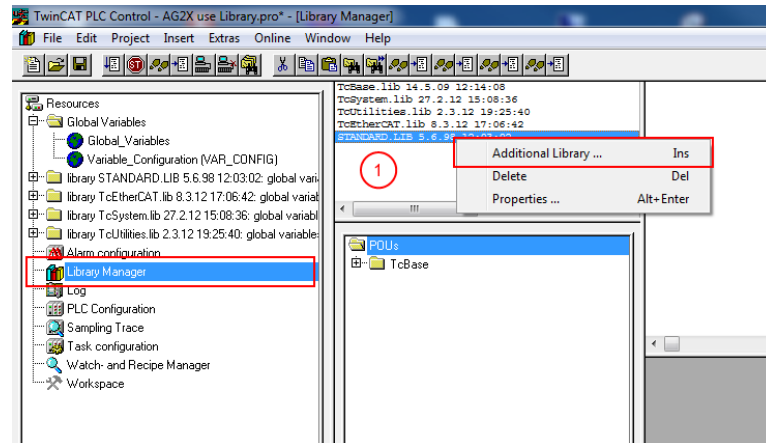 TwinCAT PLC Control - AG2X use Library.pro* - [Library Manager]
File Edit Project Insert Extras Online Window Help
Resources
Global Variables
Global_Variables
Variable_Configuration (VAR_CONFIG)
library STANDARD.LIB 5.6.98 12:03:02: global vari
library TcEtherCAT.lib 8.3.12 17:06:42: global variab
library TcSystem.lib 27.2.12 15:08:36: global variabl
library TcUtilities.lib 2.3.12 19:25:40: global variable:
Alarm configuration
Library Manager
Log
PLC Configuration
Sampling Trace
Task configuration
Watch- and Recipe Manager
Workspace
TcBase.lib 14.5.09 12:14:08
TcSystem.lib 27.2.12 15:08:36
TcUtilities.lib 2.3.12 19:25:40
TcEtherCAT.lib 8.3.12 17:06:42
STANDARD.LIB 5.6.98 12:03:02
1
Additional Library ... Ins
Delete Del
Properties ... Alt+Enter
POUs
TcBase